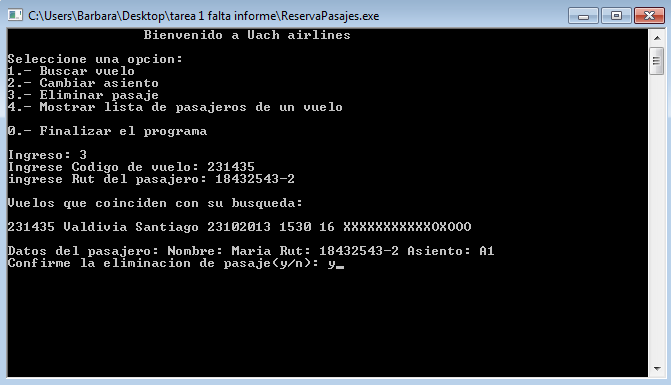 C:\Users\Barbara\Desktop\tarea 1 falta informe\ReservaPasajes.exe
Bienvenido a Uach airlines
Seleccione una opcion:
1.- Buscar vuelo
2.- Cambiar asiento
3.- Eliminar pasaje
4.- Mostrar lista de pasajeros de un vuelo
0.- Finalizar el programa
Ingreso: 3
Ingrese Codigo de vuelo: 231435
ingrese Rut del pasajero: 18432543-2
Vuelos que coinciden con su busqueda:
231435 Valdivia Santiago 23102013 1530 16 XXXXXXXXXXXOXOOO
Datos del pasajero: Nombre: Maria Rut: 18432543-2 Asiento: A1
Confirme la eliminacion de pasaje(y/n): y_